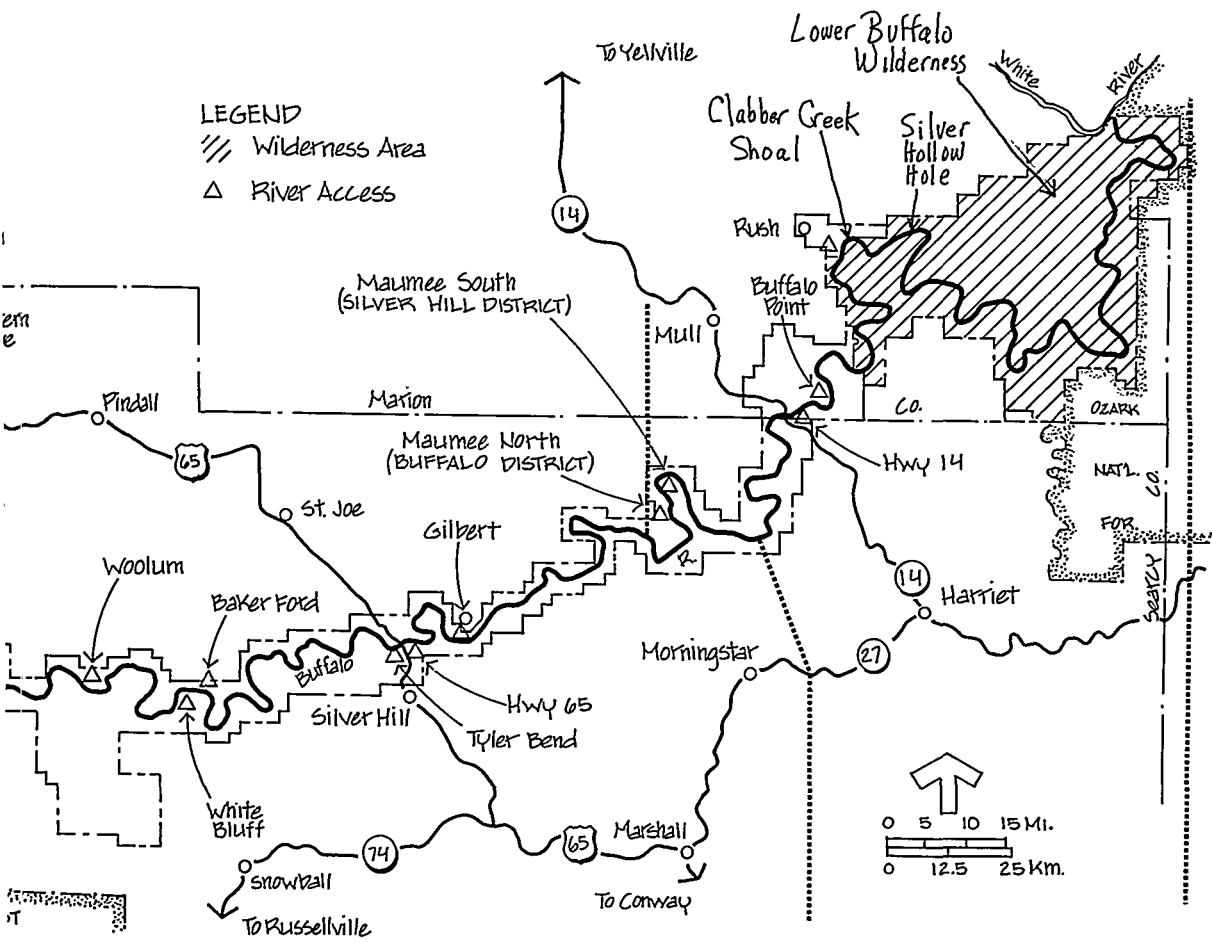 To Yellville
Lower Buffalo
Wilderness
White
River
LEGEND
Wilderness Area
River Access
Clabber Creek
Shoal
Silver
Hollow
Hole
14
Rush
Maumee South
(SILVER HILL DISTRICT)
Buffalo
Point
Mull
ern
e
Pindall
Marion
Co.
OZARK
65
Maumee North
(BUFFALO DISTRICT)
Hwy 14
NAT'L.
CO.
St. Joe
Gilbert
FOR
R.
Woolum
Baker Ford
14
Harriet
SEARCY
Buffalo
Morningstar
27
Silver Hill
Hwy 65
Tyler Bend
White
Bluff
0 5 10 15 Mi.
0 12.5 25 Km.
74
65
Marshall
Snowball
To Conway
To Russellville